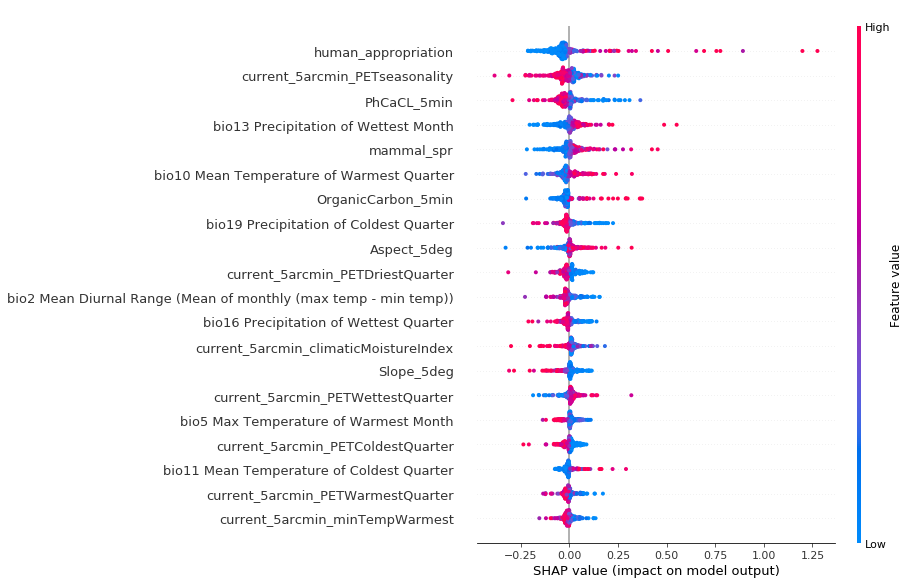 High
human_appropriation
current_5arcmin_PETseasonality
PhCaCL_5min
bio13 Precipitation of Wettest Month
mammal_spr
bio10 Mean Temperature of Warmest Quarter
OrganicCarbon_5min
bio19 Precipitation of Coldest Quarter
Aspect_5deg
current_5arcmin_PETDriestQuarter
bio2 Mean Diurnal Range (Mean of monthly (max temp - min temp))
bio16 Precipitation of Wettest Quarter
current_5arcmin_climaticMoistureIndex
Slope_5deg
current_5arcmin_PETWettestQuarter
bio5 Max Temperature of Warmest Month
current_5arcmin_PETColdestQuarter
bio11 Mean Temperature of Coldest Quarter
current_5arcmin_PETWarmestQuarter
current_5arcmin_minTempWarmest
Feature value
Low
−0.25 0.00 0.25 0.50 0.75 1.00 1.25
SHAP value (impact on model output)